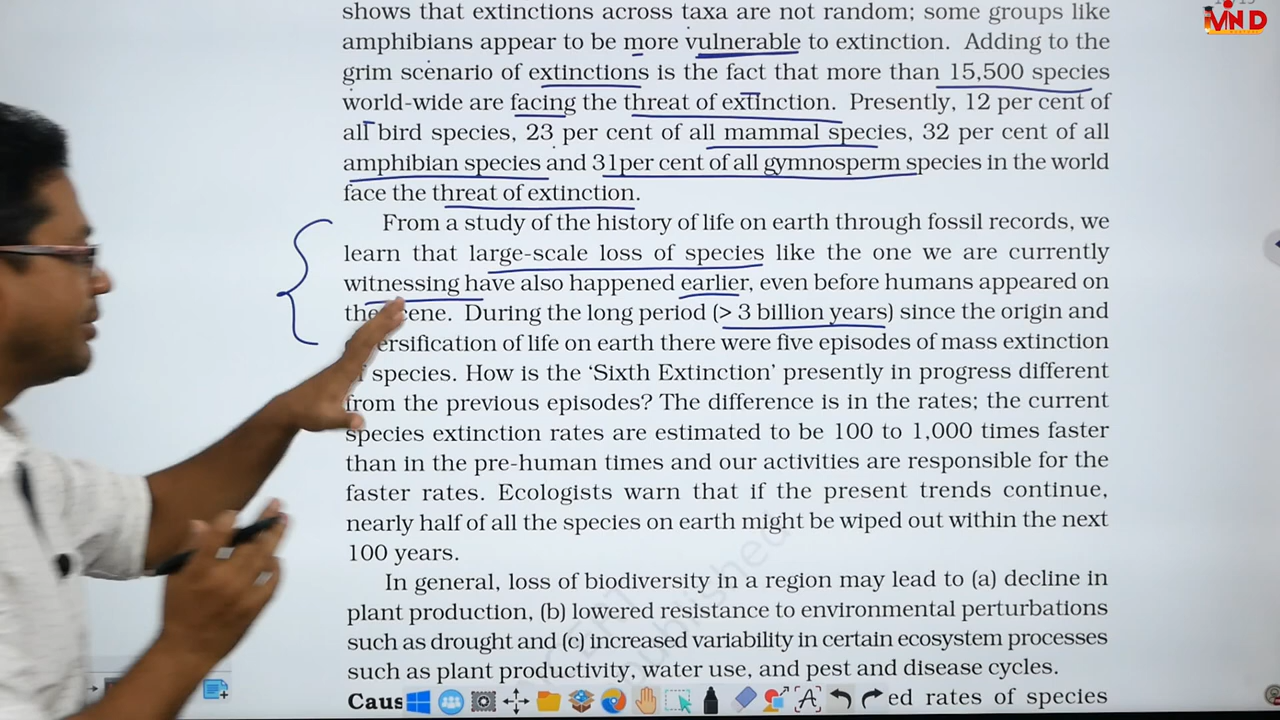 MIND
shows that extinctions across taxa are not random; some groups like
amphibians appear to be more vulnerable to extinction. Adding to the
grim scenario of extinctions is the fact that more than 15,500 species
world-wide are facing the threat of extinction. Presently, 12 per cent of
all bird species, 23 per cent of all mammal species, 32 per cent of all
amphibian species and 31per cent of all gymnosperm species in the world
face the threat of extinction.
From a study of the history of life on earth through fossil records, we
learn that large-scale loss of species like the one we are currently
witnessing have also happened earlier, even before humans appeared on
the cene. During the long period (> 3 billion years) since the origin and
ersification of life on earth there were five episodes of mass extinction
species. How is the ‘Sixth Extinction’ presently in progress different
from the previous episodes? The difference is in the rates; the current
species extinction rates are estimated to be 100 to 1,000 times faster
than in the pre-human times and our activities are responsible for the
faster rates. Ecologists warn that if the present trends continue,
nearly half of all the species on earth might be wiped out within the next
100 years.
In general, loss of biodiversity in a region may lead to (a) decline in
plant production, (b) lowered resistance to environmental perturbations
such as drought and (c) increased variability in certain ecosystem processes
such as plant productivity, water use, and pest and disease cycles.
Caus ed rates of species